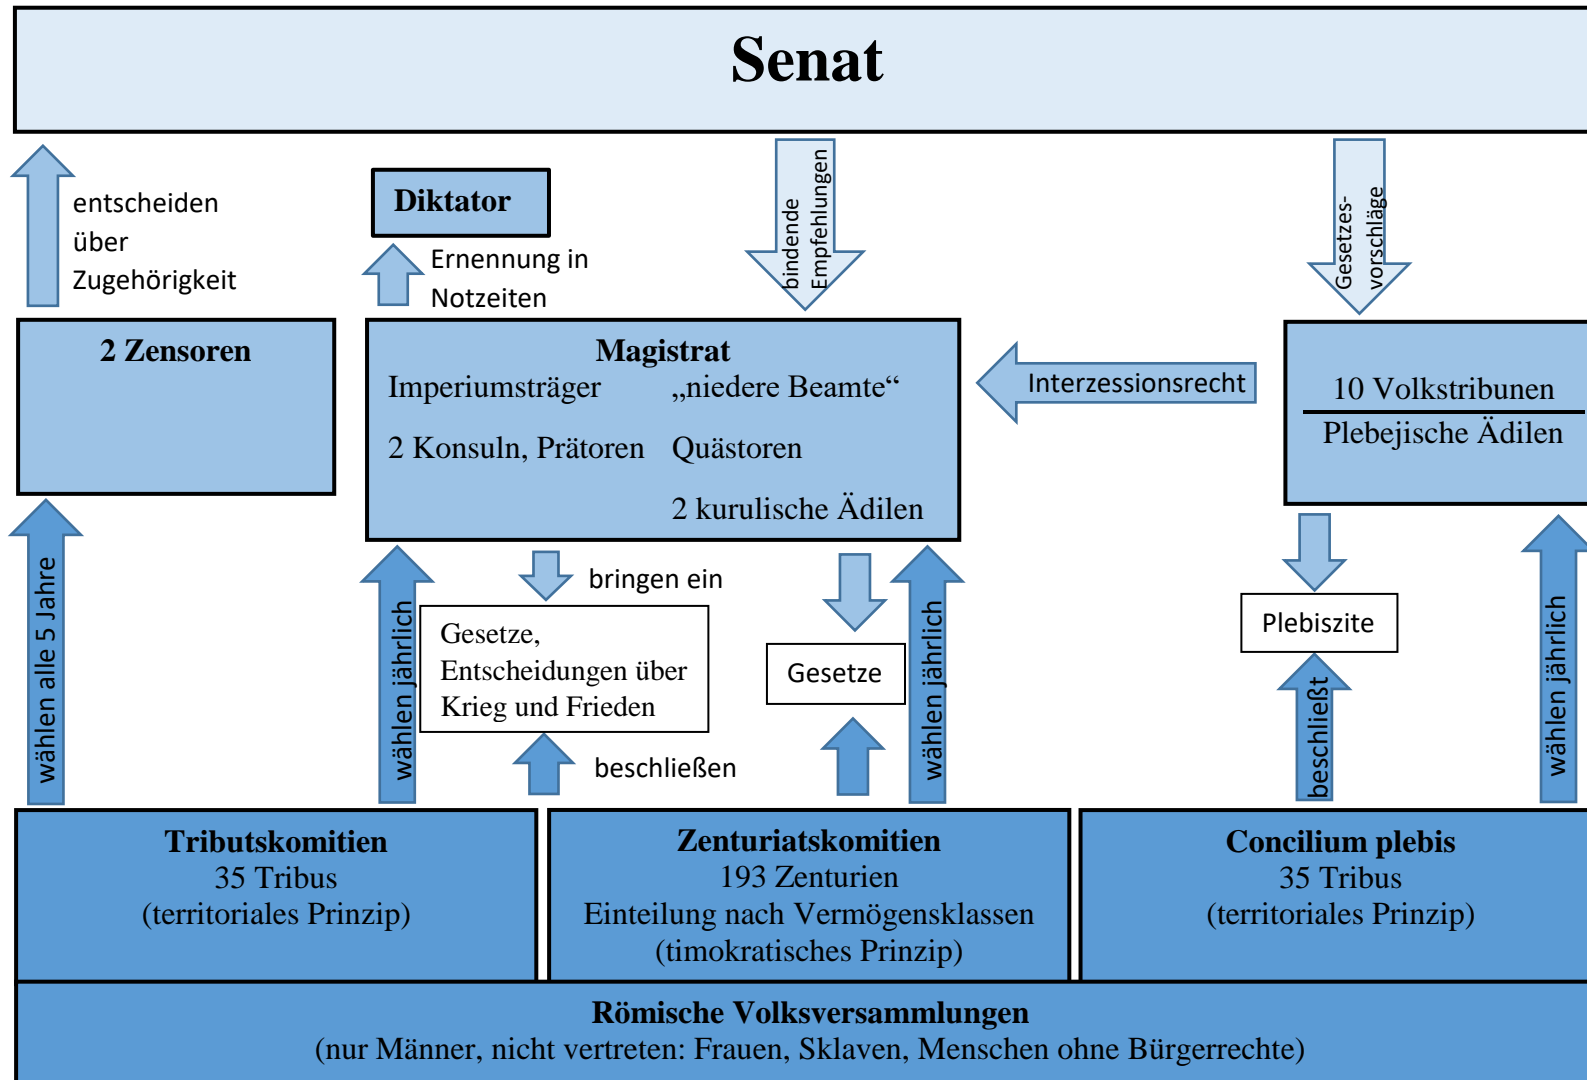 Senat
entscheiden
über
Zugehörigkeit
Diktator
Ernennung in
Notzeiten
bindende
Empfehlungen
Gesetzes-
vorschläge
2 Zensoren
Magistrat
Imperiumsträger „niedere Beamte“
2 Konsuln, Prätoren Quästoren
2 kurulische Ädilen
Interzessionsrecht
10 Volkstribunen
Plebejische Ädilen
wählen alle 5 Jahre
wählen jährlich
bringen ein
Gesetze,
Entscheidungen über
Krieg und Frieden
beschließen
Gesetze
wählen jährlich
Plebiszite
beschließt
wählen jährlich
Tributskomitien
35 Tribus
(territoriales Prinzip)
Zenturiatskomitien
193 Zenturien
Einteilung nach Vermögensklassen
(timokratisches Prinzip)
Concilium plebis
35 Tribus
(territoriales Prinzip)
Römische Volksversammlungen
(nur Männer, nicht vertreten: Frauen, Sklaven, Menschen ohne Bürgerrechte)